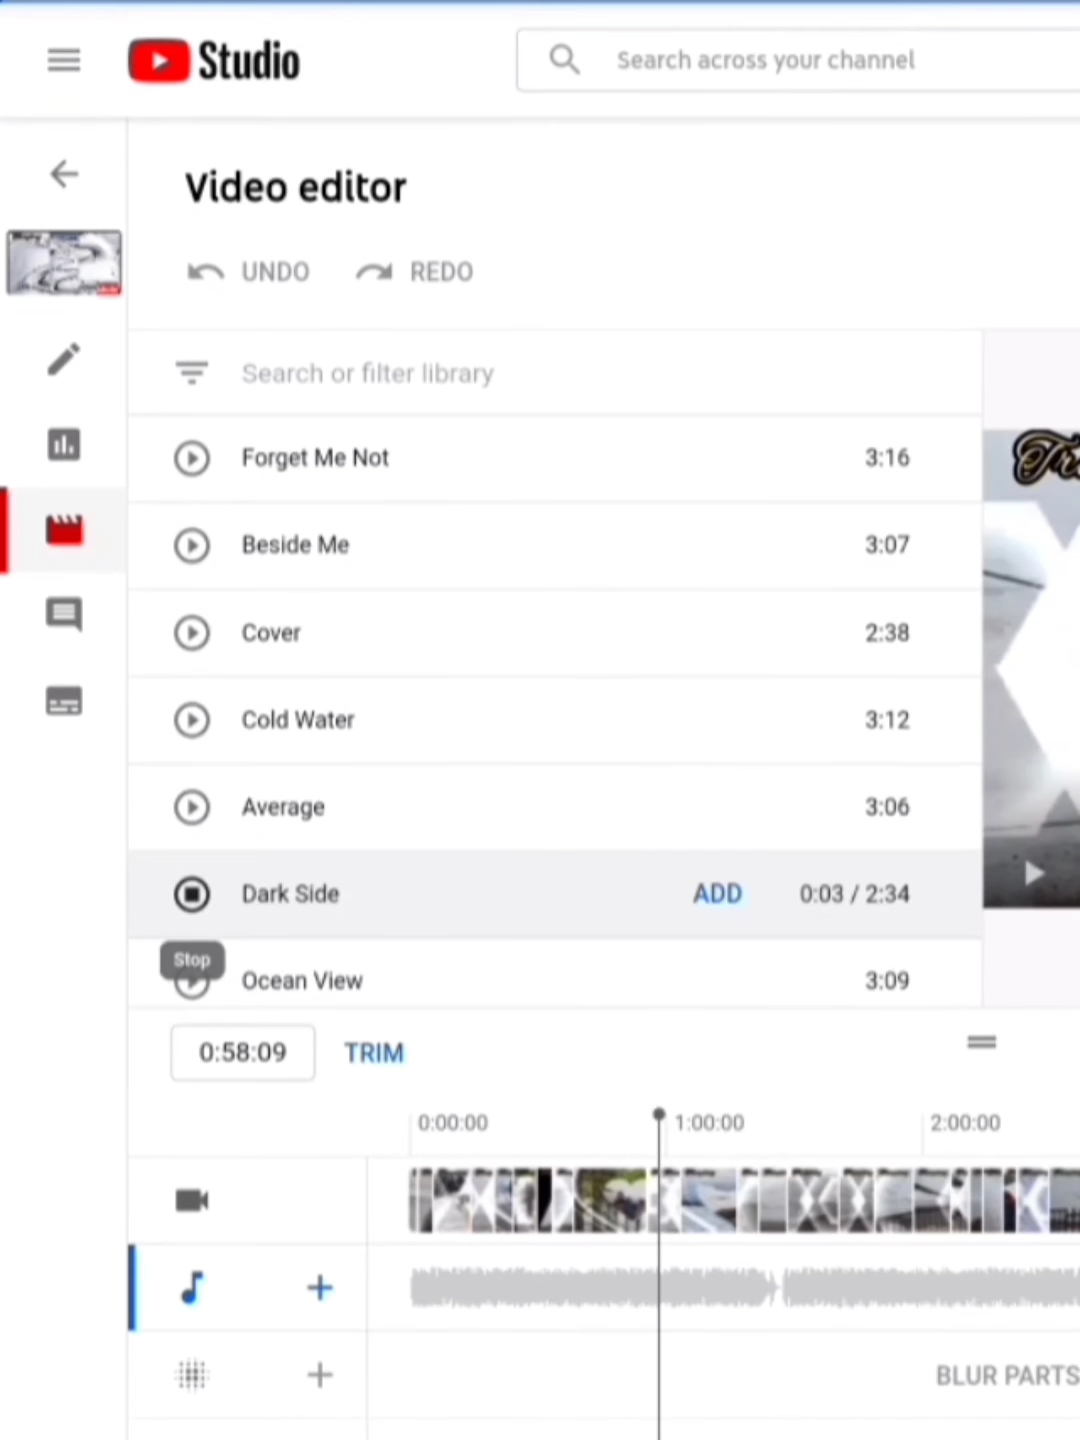 Studio
Search across your channel
Video editor
UNDO REDO
Search or filter library
Forget Me Not 3:16
Beside Me 3:07
Cover 2:38
Cold Water 3:12
Average 3:06
Dark Side ADD 0:03 / 2:34
Stop
Ocean View 3:09
0:58:09 TRIM
0:00:00 1:00:00 2:00:00
BLUR PARTS